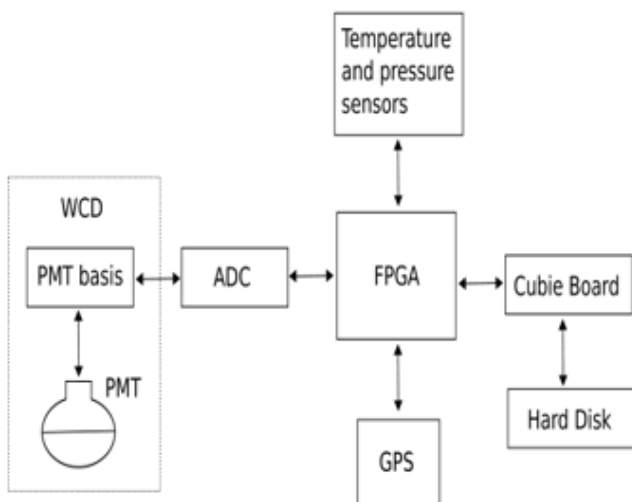 Temperature
and pressure
sensors
WCD
PMT basis
ADC
FPGA
Cubie Board
PMT
Hard Disk
GPS